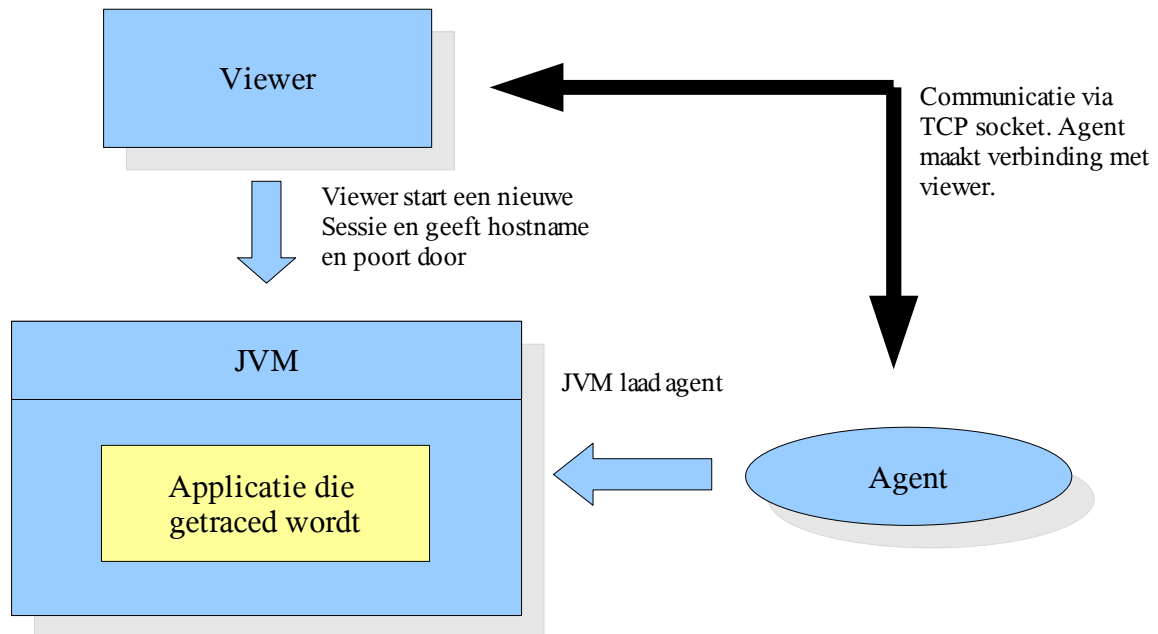 Viewer
Communicatie via
TCP socket. Agent
maakt verbinding met
viewer.
Viewer start een nieuwe
Sessie en geeft hostname
en poort door
JVM
JVM laad agent
Applicatie die
getraced wordt
Agent